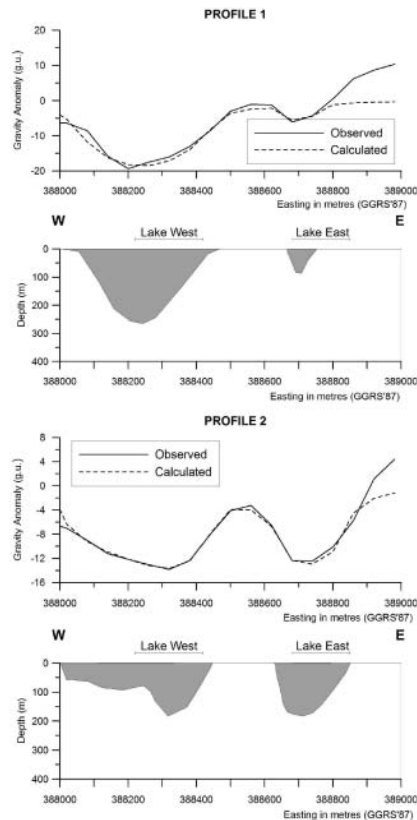 PROFILE 1
Gravity Anomaly (g.u.)
20
10
0
-10
-20
Observed
Calculated
388000 388200 388400 388600 388800 389000
Easting in metres (GGRS'87)
W E
Lake West Lake East
Depth (m)
0
100
200
300
400
388000 388200 388400 388600 388800 389000
Easting in metres (GGRS'87)
PROFILE 2
Gravity Anomaly (g.u.)
8
4
0
-4
-8
-12
-16
Observed
Calculated
388000 388200 388400 388600 388800 389000
Easting in metres (GGRS'87)
W E
Lake West Lake East
Depth (m)
0
100
200
300
400
388000 388200 388400 388600 388800 389000
Easting in metres (GGRS'87)